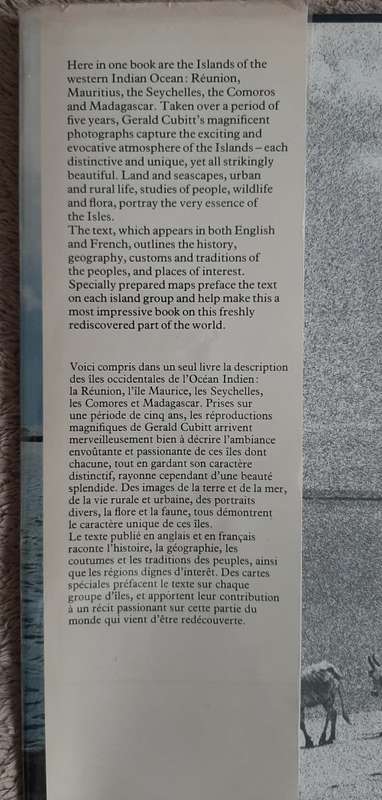 Here in one book are the Islands of the
western Indian Ocean: Réunion,
Mauritius, the Seychelles, the Comoros
and Madagascar. Taken over a period of
five years, Gerald Cubitt's magnificent
photographs capture the exciting and
evocative atmosphere of the Islands – each
distinctive and unique, yet all strikingly
beautiful. Land and seascapes, urban
and rural life, studies of people, wildlife
and flora, portray the very essence of
the Isles.
The text, which appears in both English
and French, outlines the history,
geography, customs and traditions of
the peoples, and places of interest.
Specially prepared maps preface the text
on each island group and help make this a
most impressive book on this freshly
rediscovered part of the world.
Voici compris dans un seul livre la description
des îles occidentales de l'Océan Indien:
la Réunion, l'île Maurice, les Seychelles,
les Comores et Madagascar. Prises sur
une période de cinq ans, les réproductions
magnifiques de Gerald Cubitt arrivent
merveilleusement bien à décrire l'ambiance
envoûtante et passionante de ces îles dont
chacune, tout en gardant son caractère
distinctif, rayonne cependant d'une beauté
splendide. Des images de la terre et de la mer,
de la vie rurale et urbaine, des portraits
divers, la flore et la faune, tous démontrent
le caractère unique de ces îles.
Le texte publié en anglais et en français
raconte l'histoire, la géographie, les
coutumes et les traditions des peuples, ainsi
que les régions dignes d'interêt. Des cartes
spéciales préfacent le texte sur chaque
groupe d'îles, et apportent leur contribution
à un récit passionant sur cette partie du
monde qui vient d'être redécouverte.